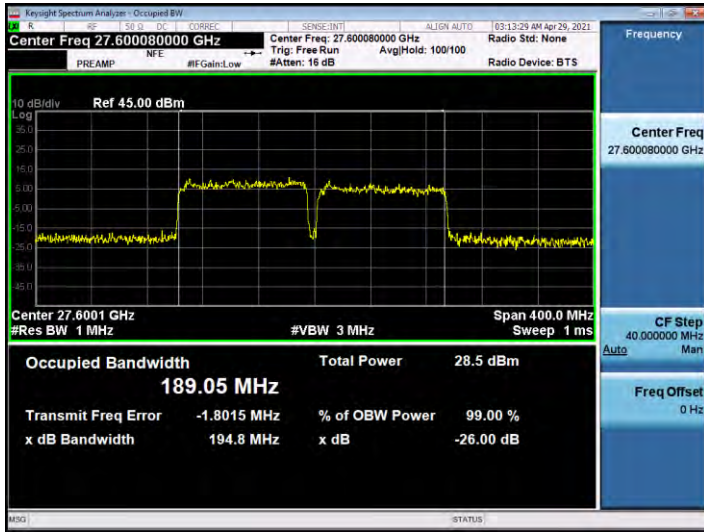 Keysight Spectrum Analyzer - Occupied BW
R RF 50 Ω DC CORREC SENSE:INT ALIGN AUTO 03:13:29 AM Apr 29, 2021
Center Freq 27.600080000 GHz Center Freq: 27.600080000 GHz Radio Std: None
NFE Trig: Free Run Avg|Hold: 100/100
PREAMP #IFGain:Low #Atten: 16 dB Radio Device: BTS
10 dB/div Ref 45.00 dBm
Log
35.0
25.0
15.0
5.00
-5.00
-15.0
-25.0
-35.0
-45.0
Center 27.6001 GHz Span 400.0 MHz
#Res BW 1 MHz #VBW 3 MHz Sweep 1 ms
Occupied Bandwidth Total Power 28.5 dBm
189.05 MHz
Transmit Freq Error -1.8015 MHz % of OBW Power 99.00 %
x dB Bandwidth 194.8 MHz x dB -26.00 dB
MSG STATUS
Frequency
Center Freq
27.600080000 GHz
CF Step
40.000000 MHz
Auto Man
Freq Offset
0 Hz